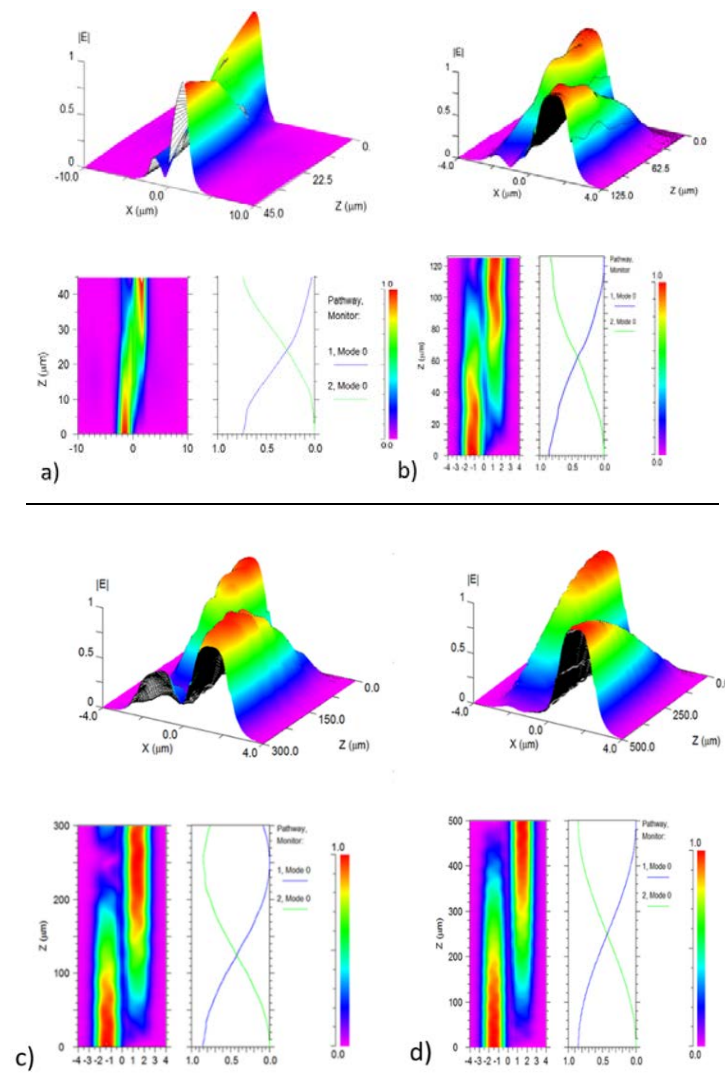 |E|
1
0.5
0
-10.0
0.0
10.0
X (μm)
45.0
22.5
0.
Z (μm)
|E|
1
0.5
0
-4.0
0.0
4.0
X (μm)
125.0
62.5
0.0
Z (μm)
40
30
20
10
0
Z (μm)
-10 0 10
1.0 0.5 0.0
Pathway,
Monitor:
1, Mode 0
2, Mode 0
1.0
0.0
a)
120
100
80
60
40
20
0
Z (μm)
-4 -3 -2 -1 0 1 2 3 4
1.0 0.5 0.0
Pathway,
Monitor:
1, Mode 0
2, Mode 0
1.0
0.0
b)
|E|
1
0.5
0
-4.0
0.0
4.0
X (μm)
300.0
150.0
0.0
Z (μm)
|E|
1
0.5
0
-4.0
0.0
4.0
X (μm)
500.0
250.0
Z (μm)
300
200
100
0
Z (μm)
-4 -3 -2 -1 0 1 2 3 4
1.0 0.5 0.0
Pathway,
Monitor:
1, Mode 0
2, Mode 0
1.0
0.0
c)
500
400
300
200
100
0
Z (μm)
-4 -3 -2 -1 0 1 2 3 4
1.0 0.5 0.0
Pathway,
Monitor:
1, Mode 0
2, Mode 0
1.0
0.0
d)